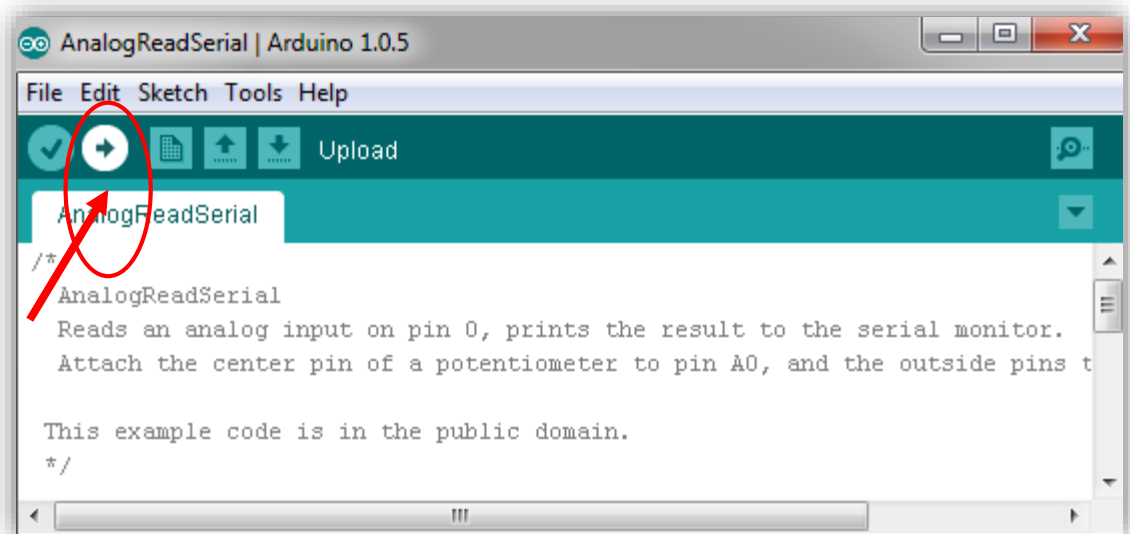 AnalogReadSerial | Arduino 1.0.5
File Edit Sketch Tools Help
Upload
AnalogReadSerial
/*
AnalogReadSerial
Reads an analog input on pin 0, prints the result to the serial monitor.
Attach the center pin of a potentiometer to pin A0, and the outside pins t
This example code is in the public domain.
*/